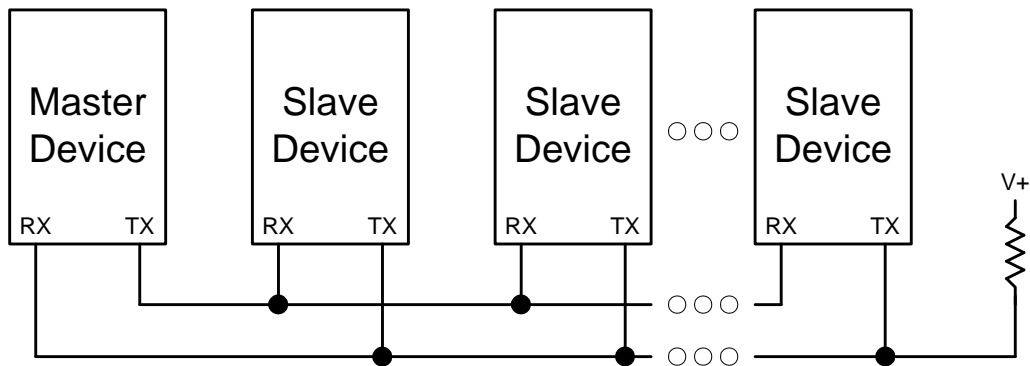 Master
Device
Slave
Device
Slave
Device
Slave
Device
RX TX
RX TX
RX TX
RX TX
V+